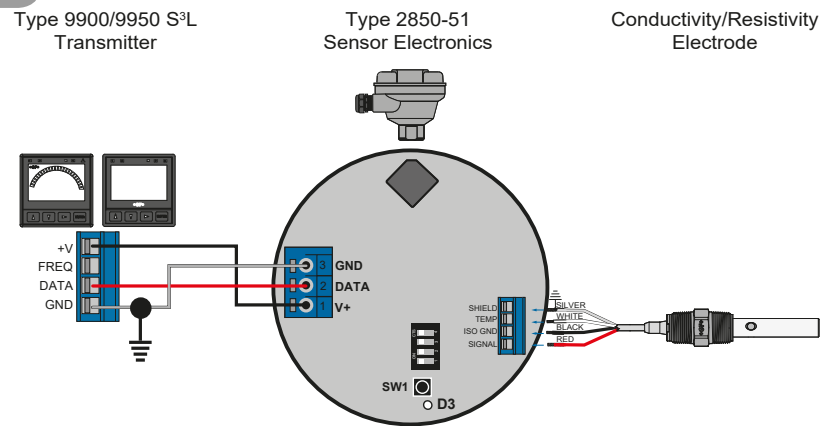 Type 9900/9950 S³L
Transmitter
Type 2850-51
Sensor Electronics
Conductivity/Resistivity
Electrode
+V
FREQ
DATA
GND
3 GND
2 DATA
1 V+
SHIELD
TEMP
ISO GND
SIGNAL
SILVER
WHITE
BLACK
RED
SW1
D3